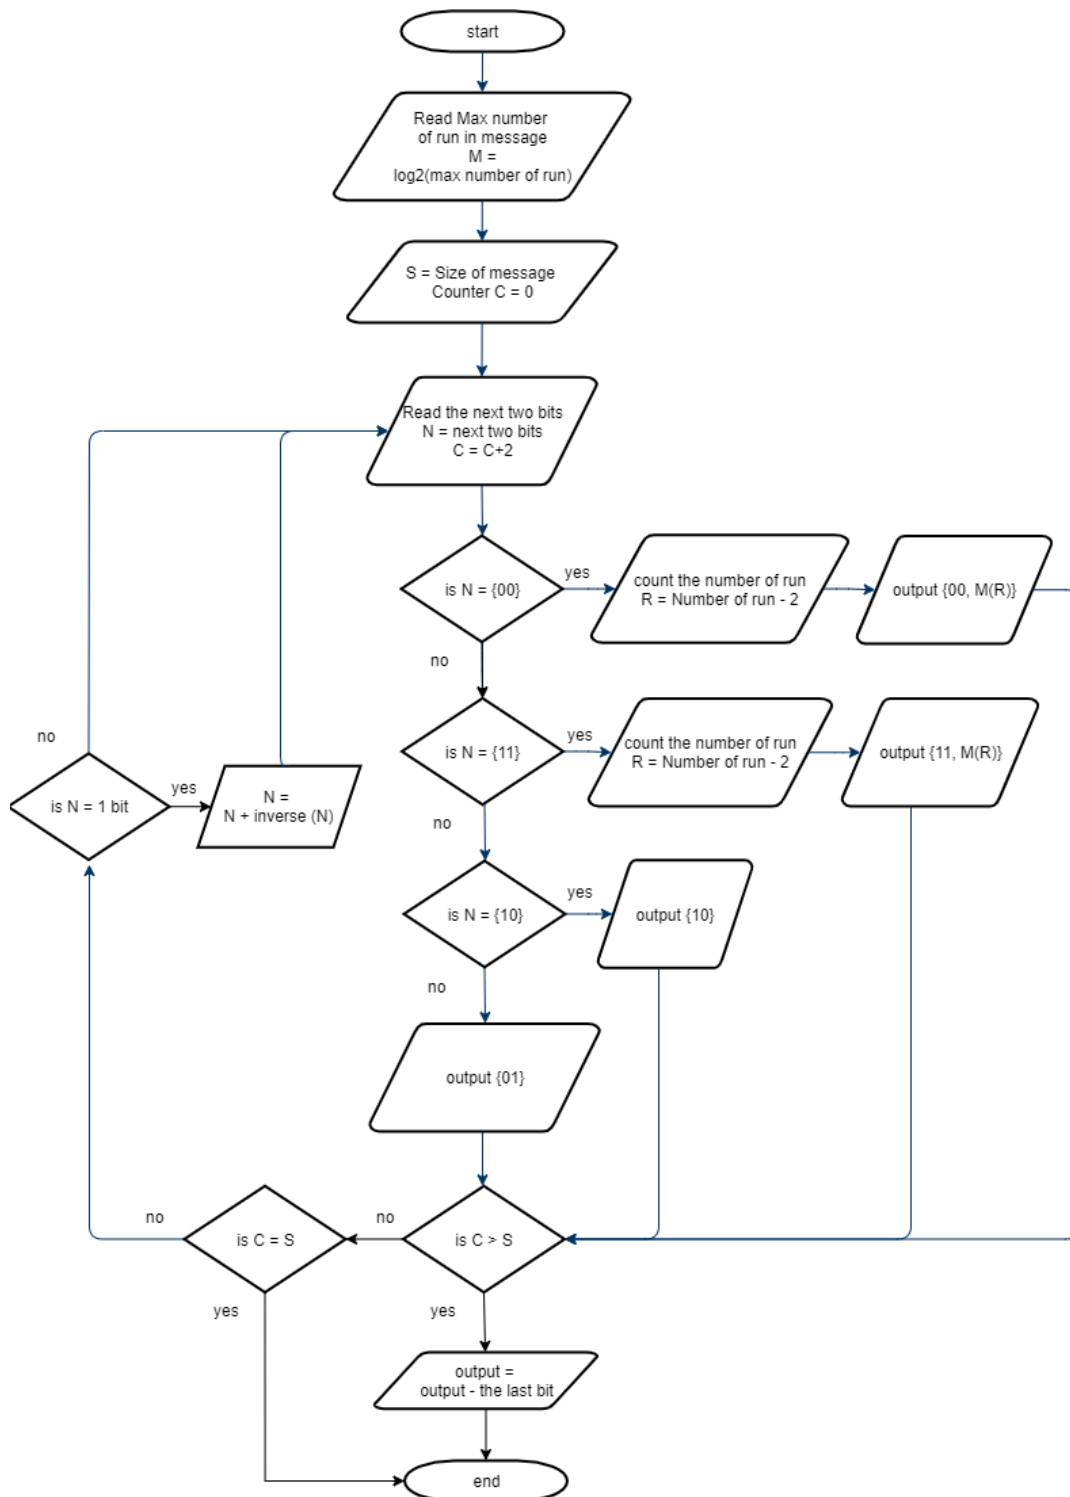 start
Read Max number
of run in message
M =
log2(max number of run)
S = Size of message
Counter C = 0
Read the next two bits
N = next two bits
C = C+2
is N = {00}
yes
count the number of run
R = Number of run - 2
output {00, M(R)}
no
is N = {11}
yes
count the number of run
R = Number of run - 2
output {11, M(R)}
no
is N = 1 bit
yes
N =
N + inverse (N)
no
is N = {10}
yes
output {10}
no
output {01}
is C > S
no
is C = S
no
yes
yes
output =
output - the last bit
end